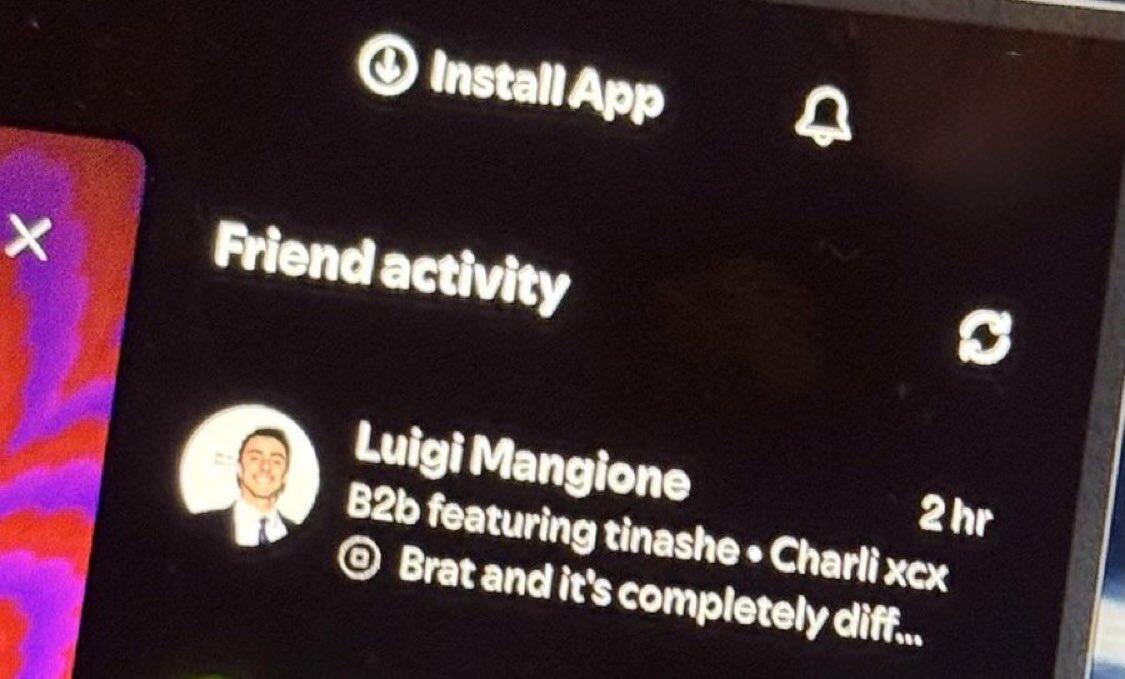 Install App
Friend activity
Luigi Mangione
2 hr
B2b featuring tinashe • Charli xcx
Brat and it's completely diff...